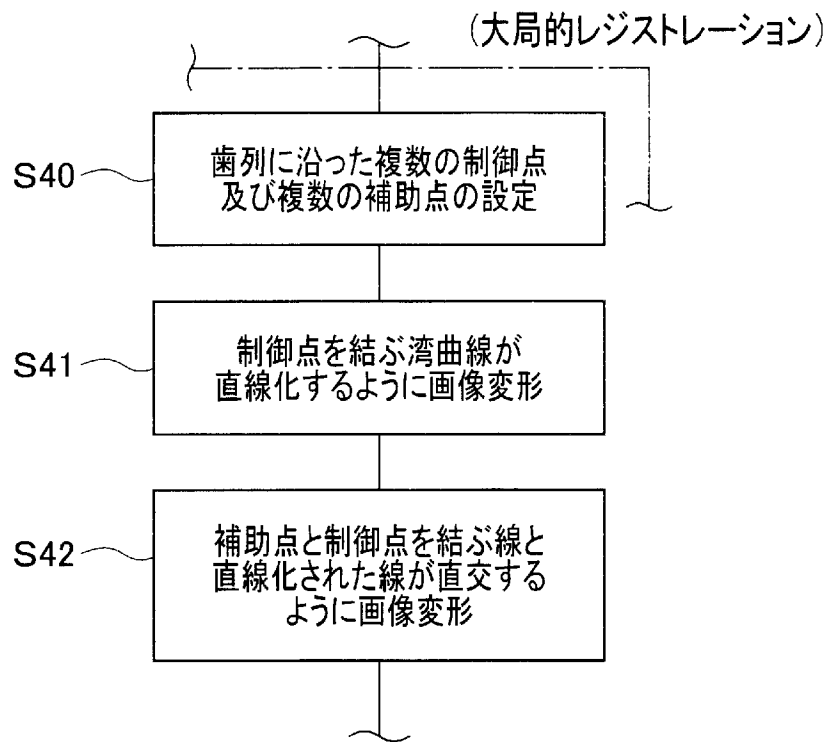 (大局的レジストレーション)
S40
歯列に沿った複数の制御点
及び複数の補助点の設定
S41
制御点を結ぶ湾曲線が
直線化するように画像変形
S42
補助点と制御点を結ぶ線と
直線化された線が直交する
ように画像変形